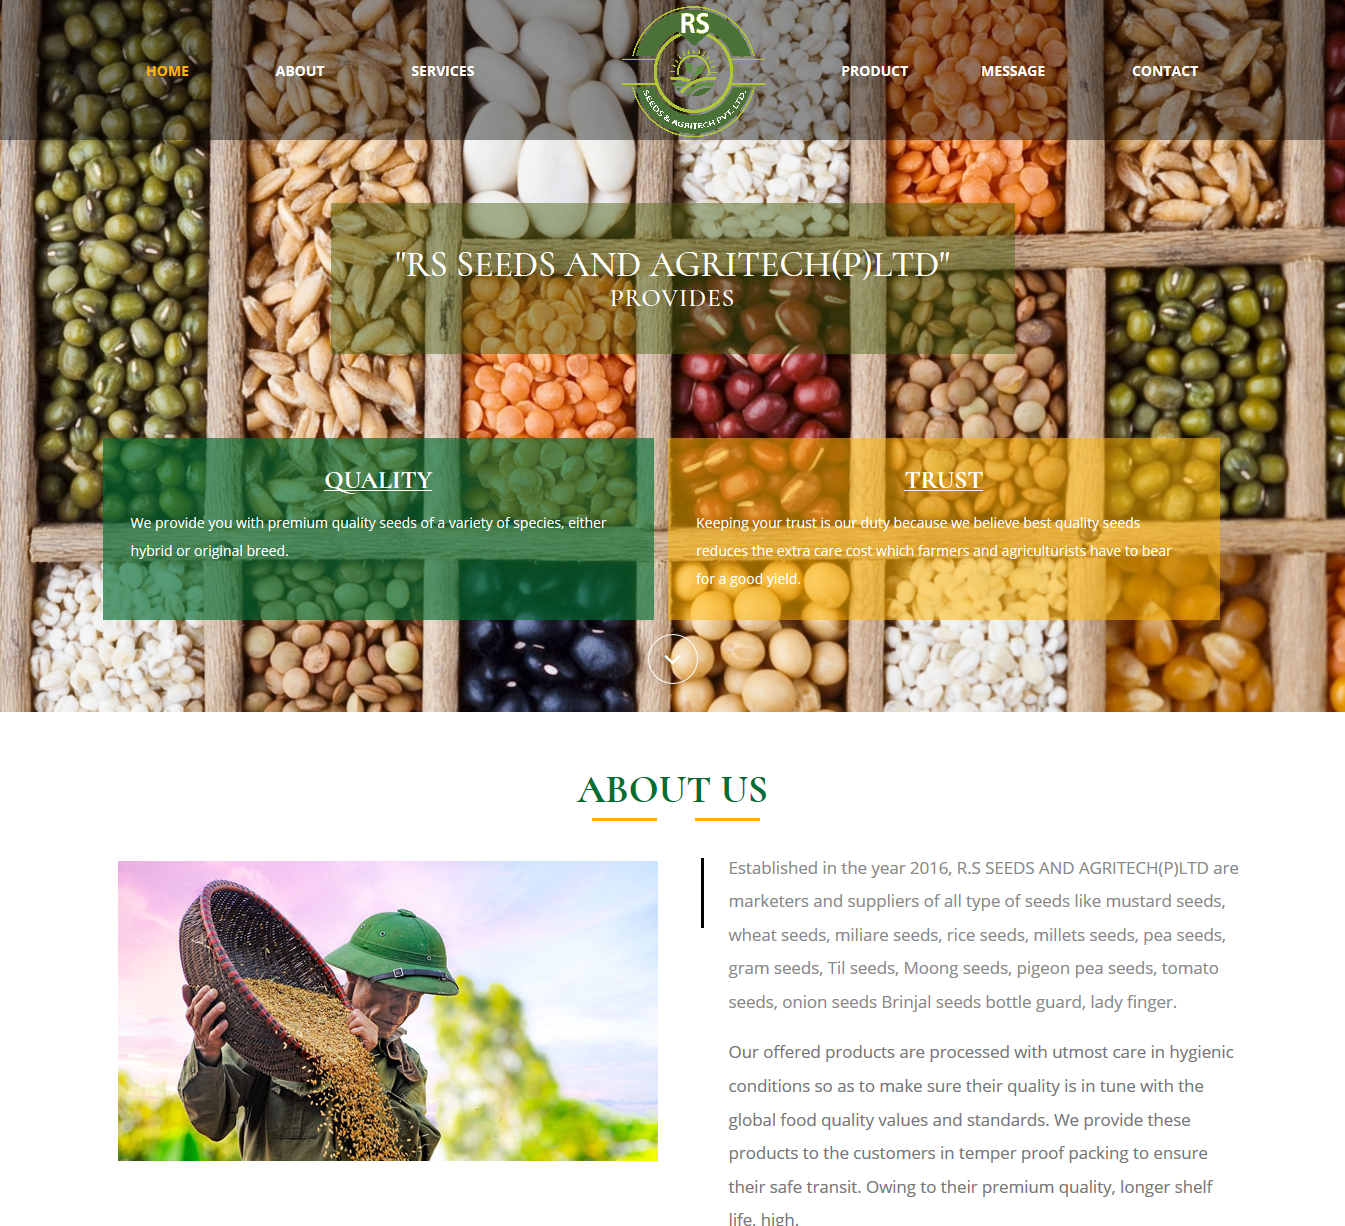 HOME ABOUT SERVICES
RS
SEEDS & AGRITECH PVT. LTD.
PRODUCT MESSAGE CONTACT
"RS SEEDS AND AGRITECH(P)LTD"
PROVIDES
QUALITY
We provide you with premium quality seeds of a variety of species, either
hybrid or original breed.
TRUST
Keeping your trust is our duty because we believe best quality seeds
reduces the extra care cost which farmers and agriculturists have to bear
for a good yield.
ABOUT US
Established in the year 2016, R.S SEEDS AND AGRITECH(P)LTD are
marketers and suppliers of all type of seeds like mustard seeds,
wheat seeds, miliare seeds, rice seeds, millets seeds, pea seeds,
gram seeds, Til seeds, Moong seeds, pigeon pea seeds, tomato
seeds, onion seeds Brinjal seeds bottle guard, lady finger.
Our offered products are processed with utmost care in hygienic
conditions so as to make sure their quality is in tune with the
global food quality values and standards. We provide these
products to the customers in temper proof packing to ensure
their safe transit. Owing to their premium quality, longer shelf
life, high.